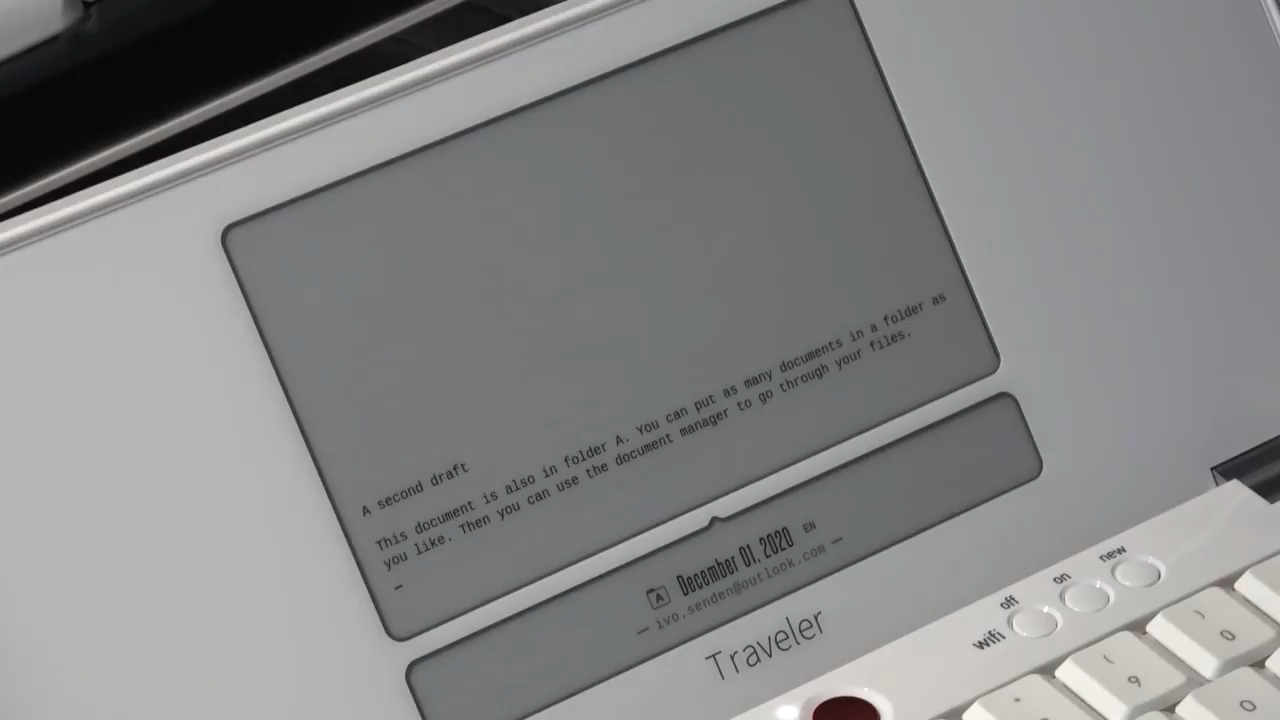 A second draft
This document is also in folder A. You can put as many documents in a folder as
you like. Then you can use the document manager to go through your files.
A December 01, 2020 EN
— ivo.senden@outlook.com —
Traveler
wifi off on new
( 9
) 0
O